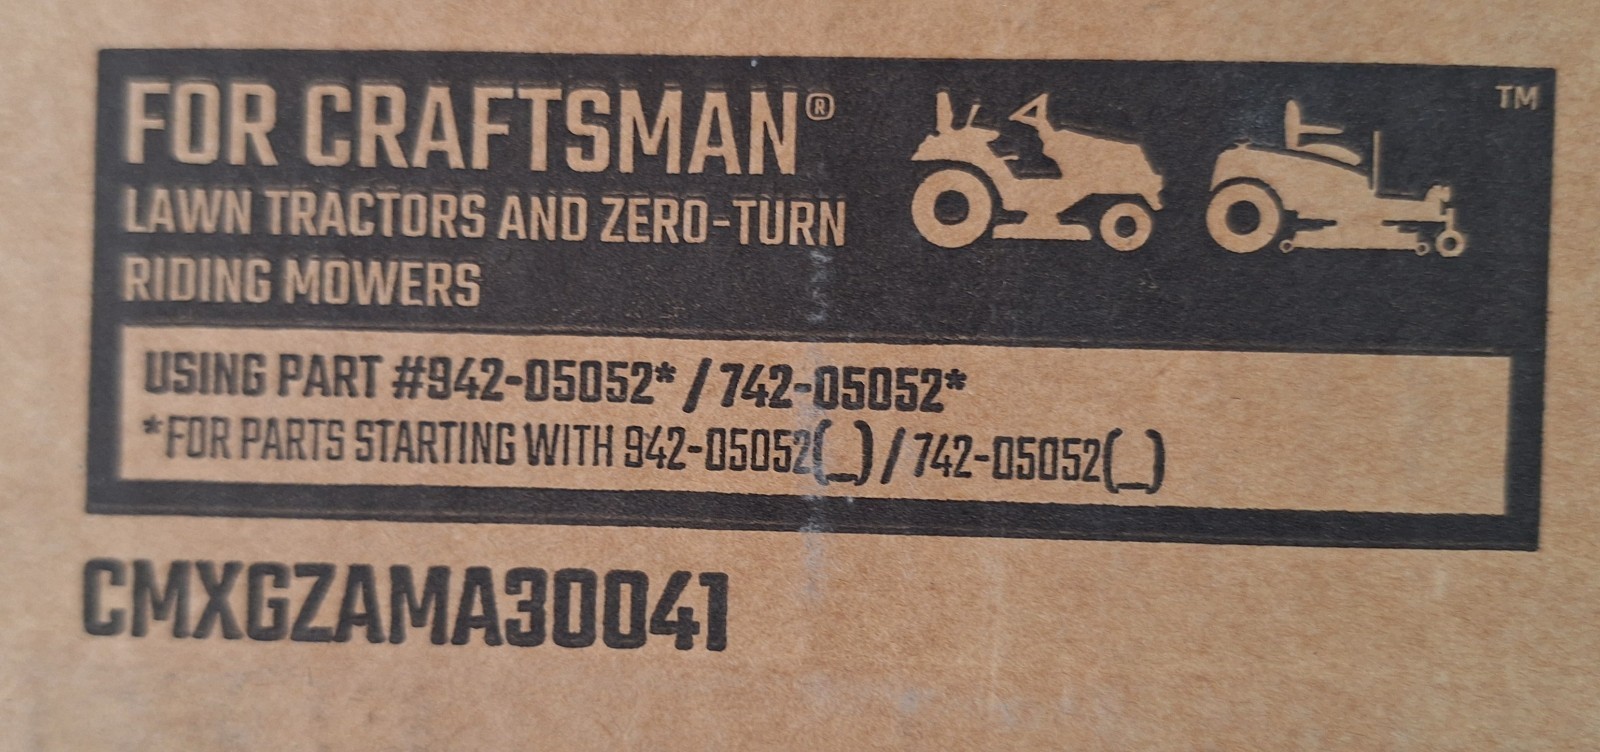 FOR CRAFTSMAN®
LAWN TRACTORS AND ZERO-TURN
RIDING MOWERS
TM
USING PART #942-05052* / 742-05052*
*FOR PARTS STARTING WITH 942-05052(_) / 742-05052(_)
CMXGZAMA30041